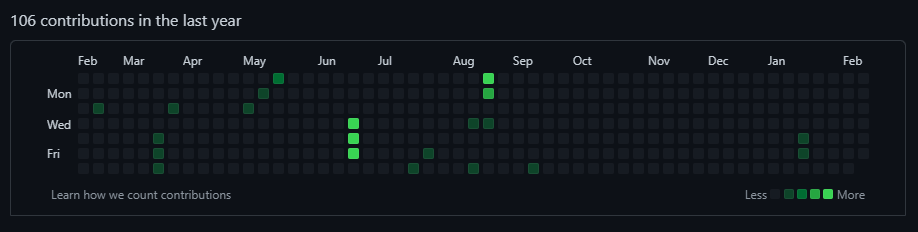 106 contributions in the last year
Feb Mar Apr May Jun Jul Aug Sep Oct Nov Dec Jan Feb
Mon
Wed
Fri
Learn how we count contributions
Less More